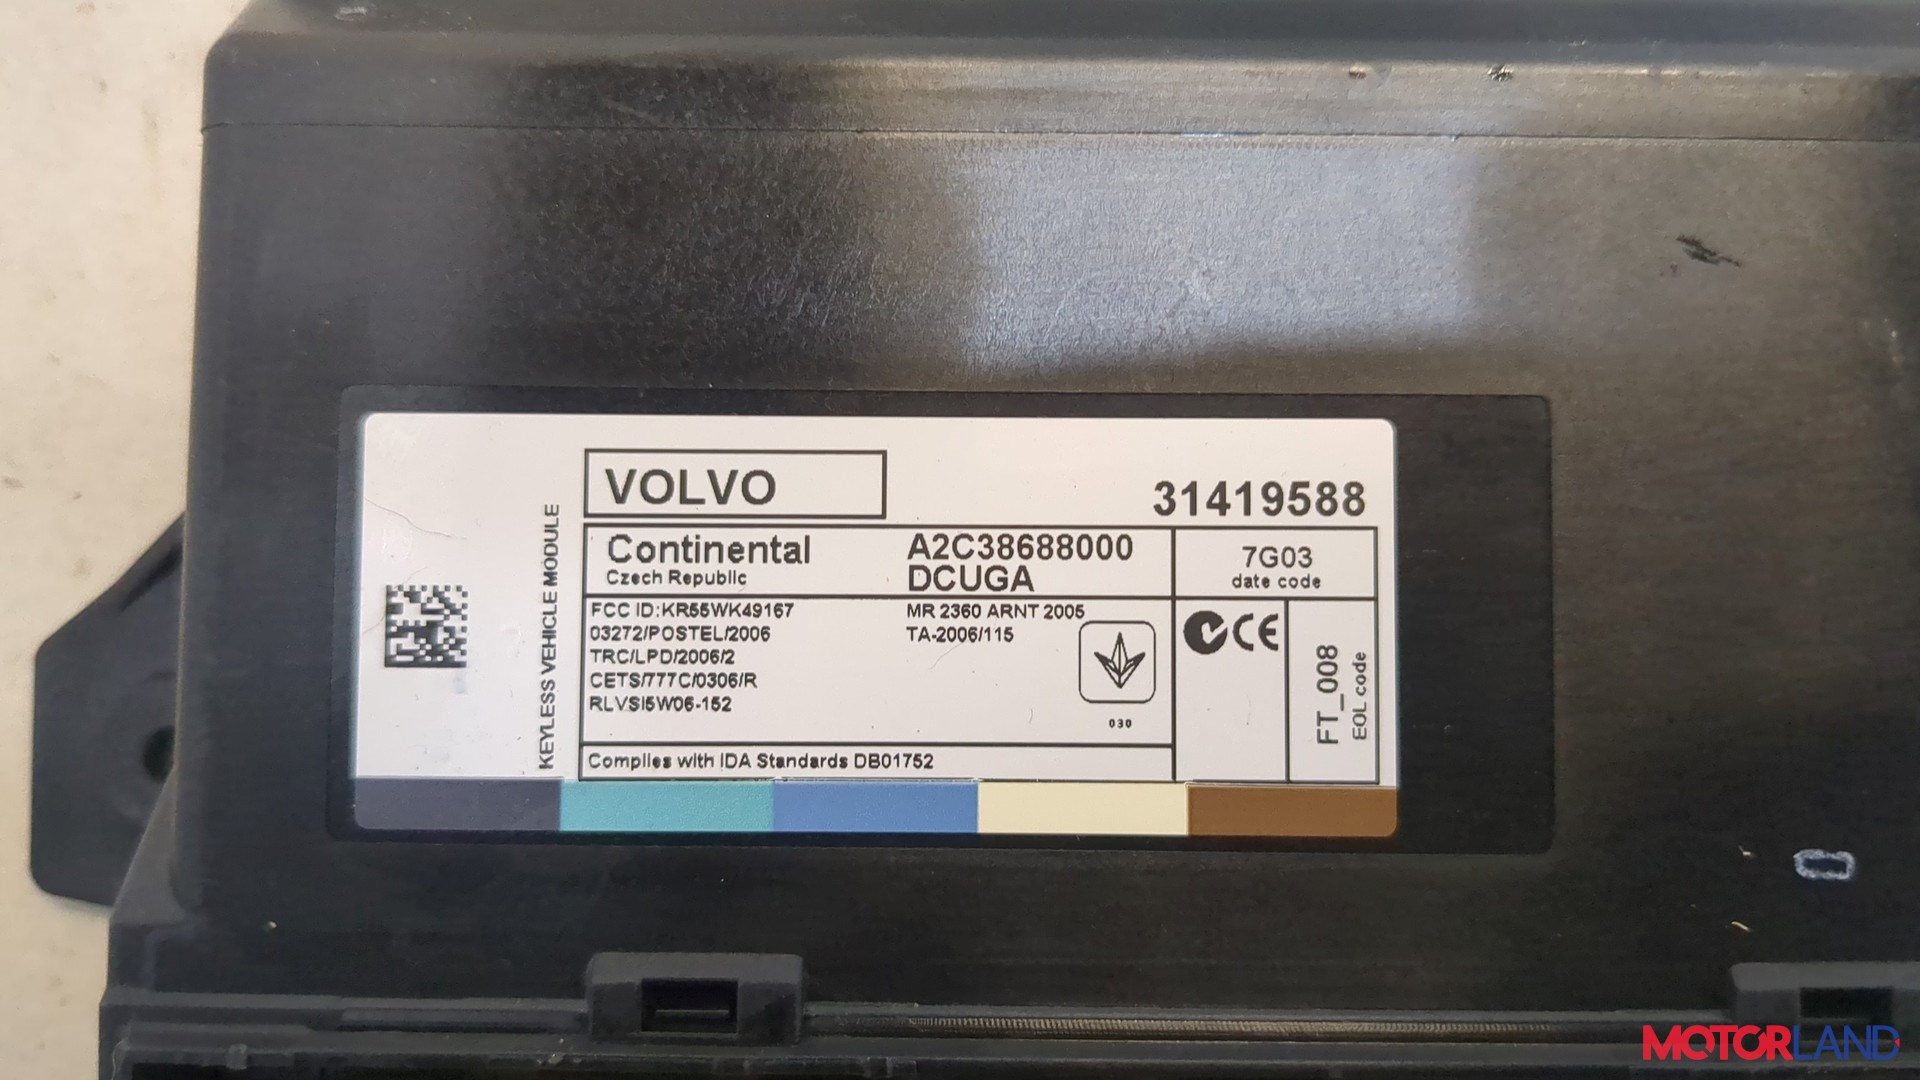 VOLVO
31419588
KEYLESS VEHICLE MODULE
Continental
Czech Republic
A2C38688000
DCUGA
7G03
date code
FCC ID:KR55WK49167
03272/POSTEL/2006
TRC/LPD/2006/2
CETS/777C/0306/R
RLVSI5W06-152
MR 2360 ARNT 2005
TA-2006/115
030
CE
FT_008
EOL code
Complies with IDA Standards DB01752
MOTORLAND